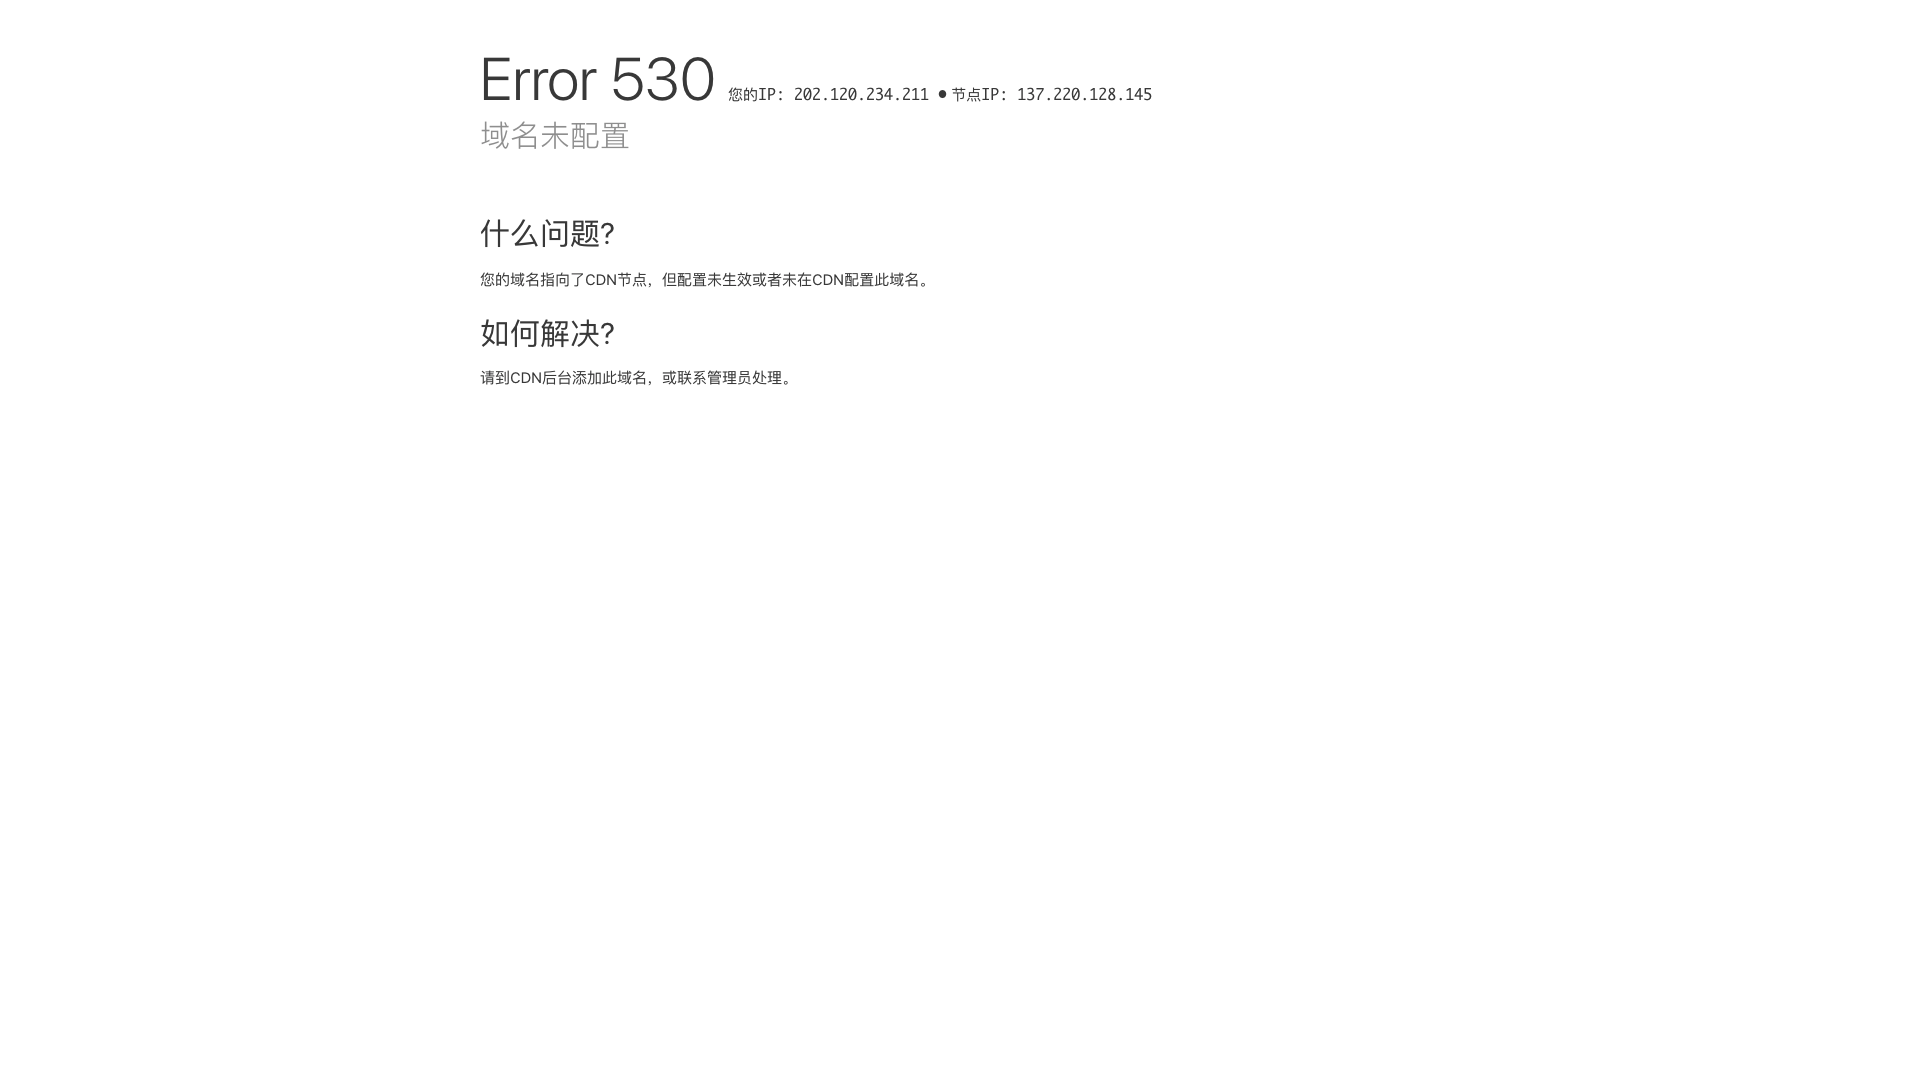 Error 530 您的IP: 202.120.234.211 ●节点IP: 137.220.128.145
域名未配置
什么问题?
您的域名指向了CDN节点，但配置未生效或者未在CDN配置此域名。
如何解决?
请到CDN后台添加此域名，或联系管理员处理。